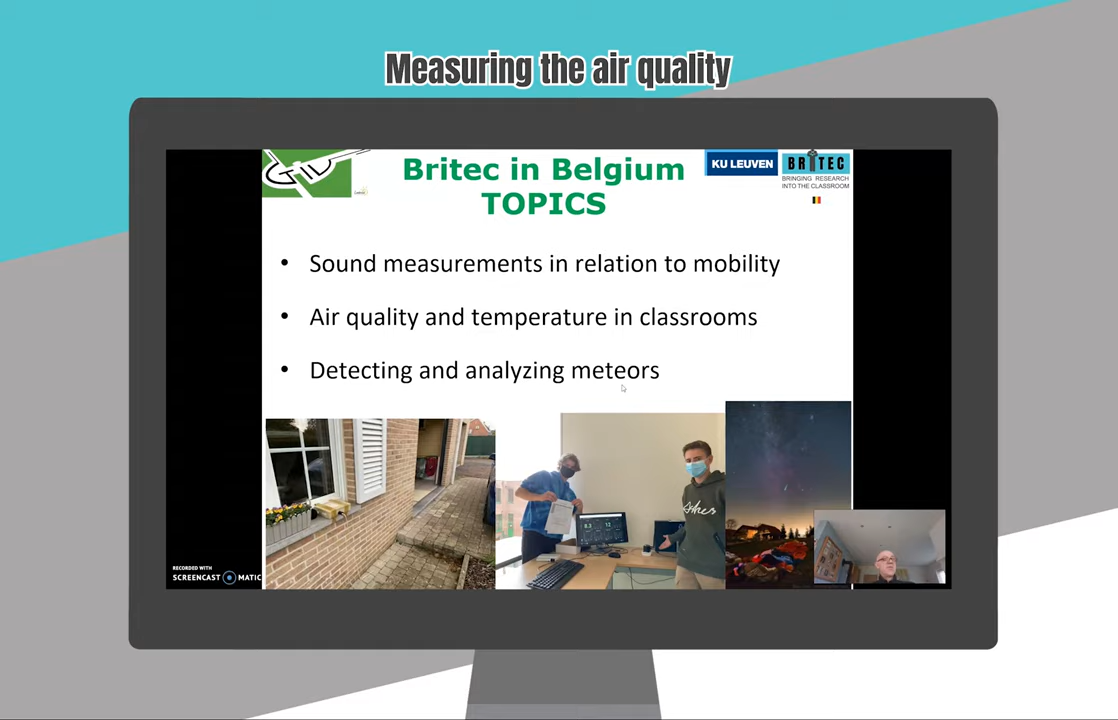 Measuring the air quality
Britec in Belgium
TOPICS
KU LEUVEN
BRITEC
BRINGING RESEARCH
INTO THE CLASSROOM
• Sound measurements in relation to mobility
• Air quality and temperature in classrooms
• Detecting and analyzing meteors
RECORDED WITH
SCREENCAST MATIC